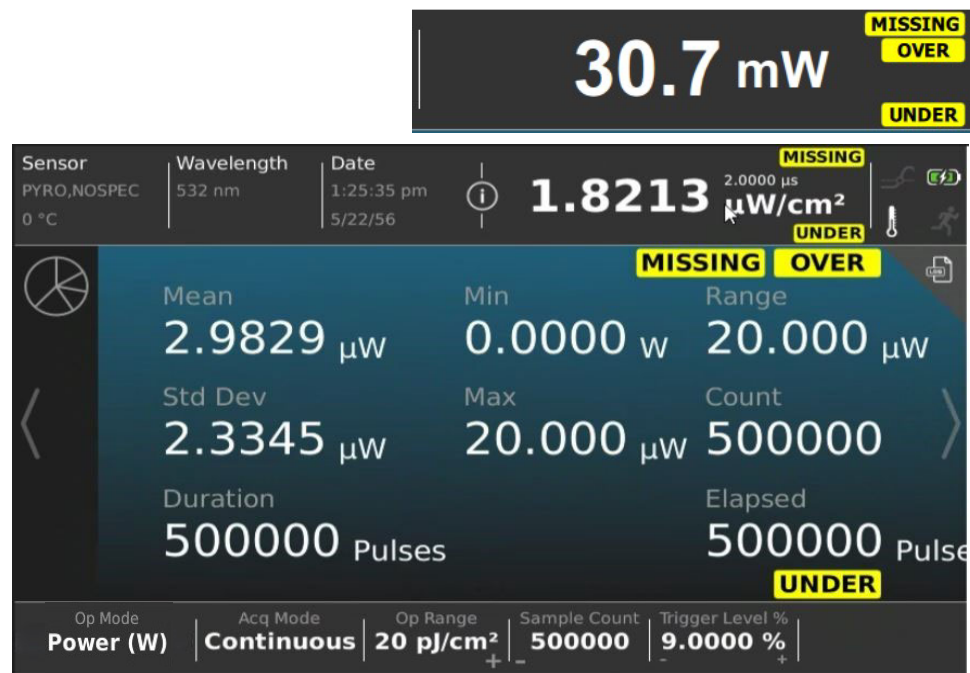 MISSING
OVER
30.7 mW
UNDER
Sensor
PYRO,NOSPEC
0 °C
Wavelength
532 nm
Date
1:25:35 pm
5/22/56
i
MISSING
1.8213
2.0000 µs
µW/cm²
UNDER
MISSING OVER
LOG
Mean
2.9829 µW
Min
0.0000 W
Range
20.000 µW
Std Dev
2.3345 µW
Max
20.000 µW
Count
500000
Duration
500000 Pulses
Elapsed
500000 Pulse
UNDER
Op Mode
Power (W)
Acq Mode
Continuous
Op Range
20 pJ/cm²
+
Sample Count
500000
-
Trigger Level %
9.0000 %
- +